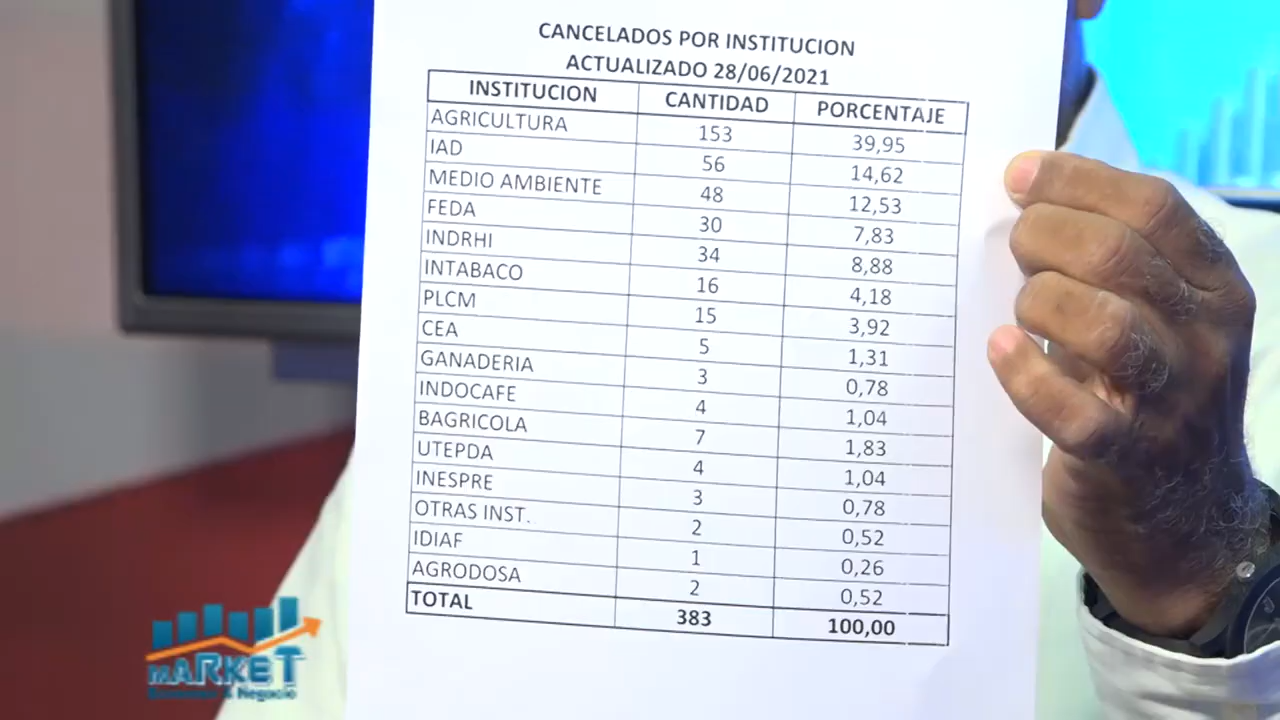 CANCELADOS POR INSTITUCION
ACTUALIZADO 28/06/2021
INSTITUCION CANTIDAD PORCENTAJE
AGRICULTURA 153 39,95
IAD 56 14,62
MEDIO AMBIENTE 48 12,53
FEDA 30 7,83
INDRHI 34 8,88
INTABACO 16 4,18
PLCM 15 3,92
CEA 5 1,31
GANADERIA 3 0,78
INDOCAFE 4 1,04
BAGRICOLA 7 1,83
UTEPDA 4 1,04
INESPRE 3 0,78
OTRAS INST. 2 0,52
IDIAF 1 0,26
AGRODOSA 2 0,52
TOTAL 383 100,00
MARKET
& Negocio